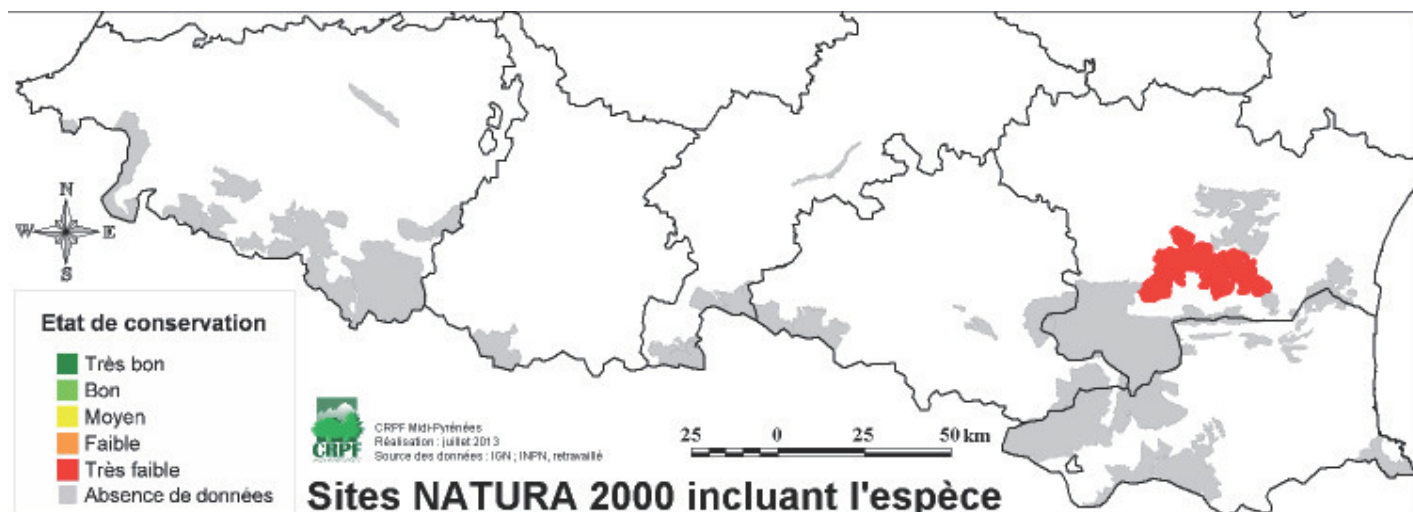 N
W E
S
Etat de conservation
Très bon
Bon
Moyen
Faible
Très faible
Absence de données
CRPF
CRPF Midi-Pyrénées
Réalisation : juillet 2013
Source des données : IGN ; INPN, retravaillé
25 0 25 50 km
Sites NATURA 2000 incluant l'espèce